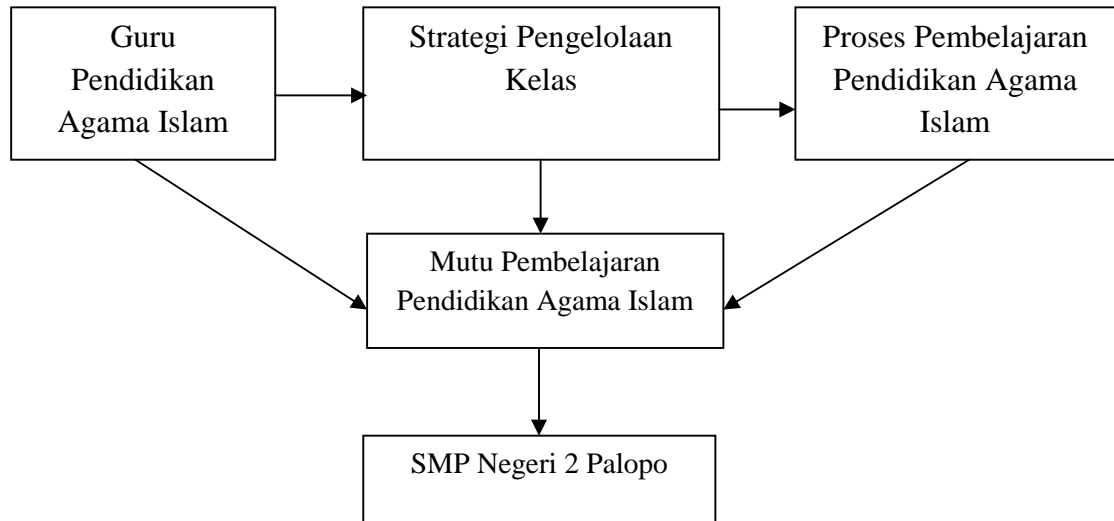 Guru
Pendidikan
Agama Islam
Strategi Pengelolaan
Kelas
Proses Pembelajaran
Pendidikan Agama
Islam
Mutu Pembelajaran
Pendidikan Agama Islam
SMP Negeri 2 Palopo